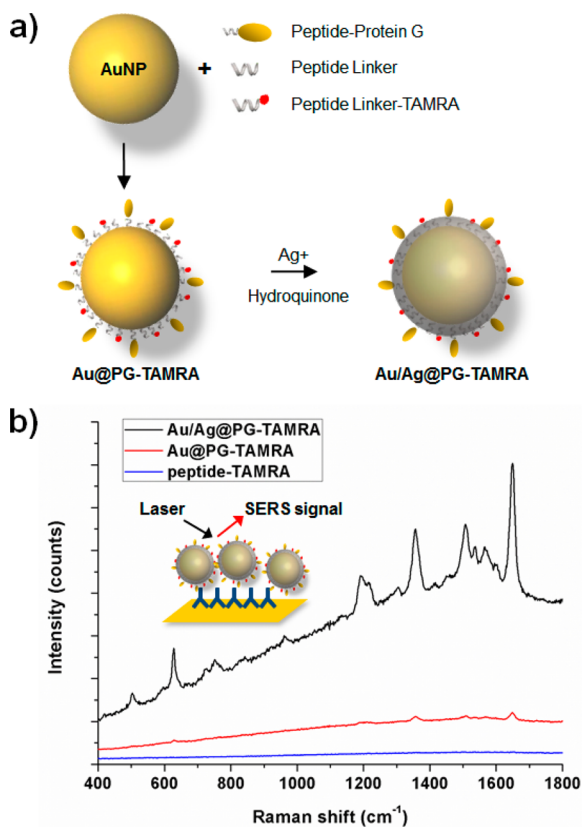 a)
AuNP
+
Peptide-Protein G
Peptide Linker
Peptide Linker-TAMRA
Ag+
Hydroquinone
Au@PG-TAMRA
Au/Ag@PG-TAMRA
b)
Au/Ag@PG-TAMRA
Au@PG-TAMRA
peptide-TAMRA
Laser
SERS signal
Intensity (counts)
400 600 800 1000 1200 1400 1600 1800
Raman shift (cm⁻¹)